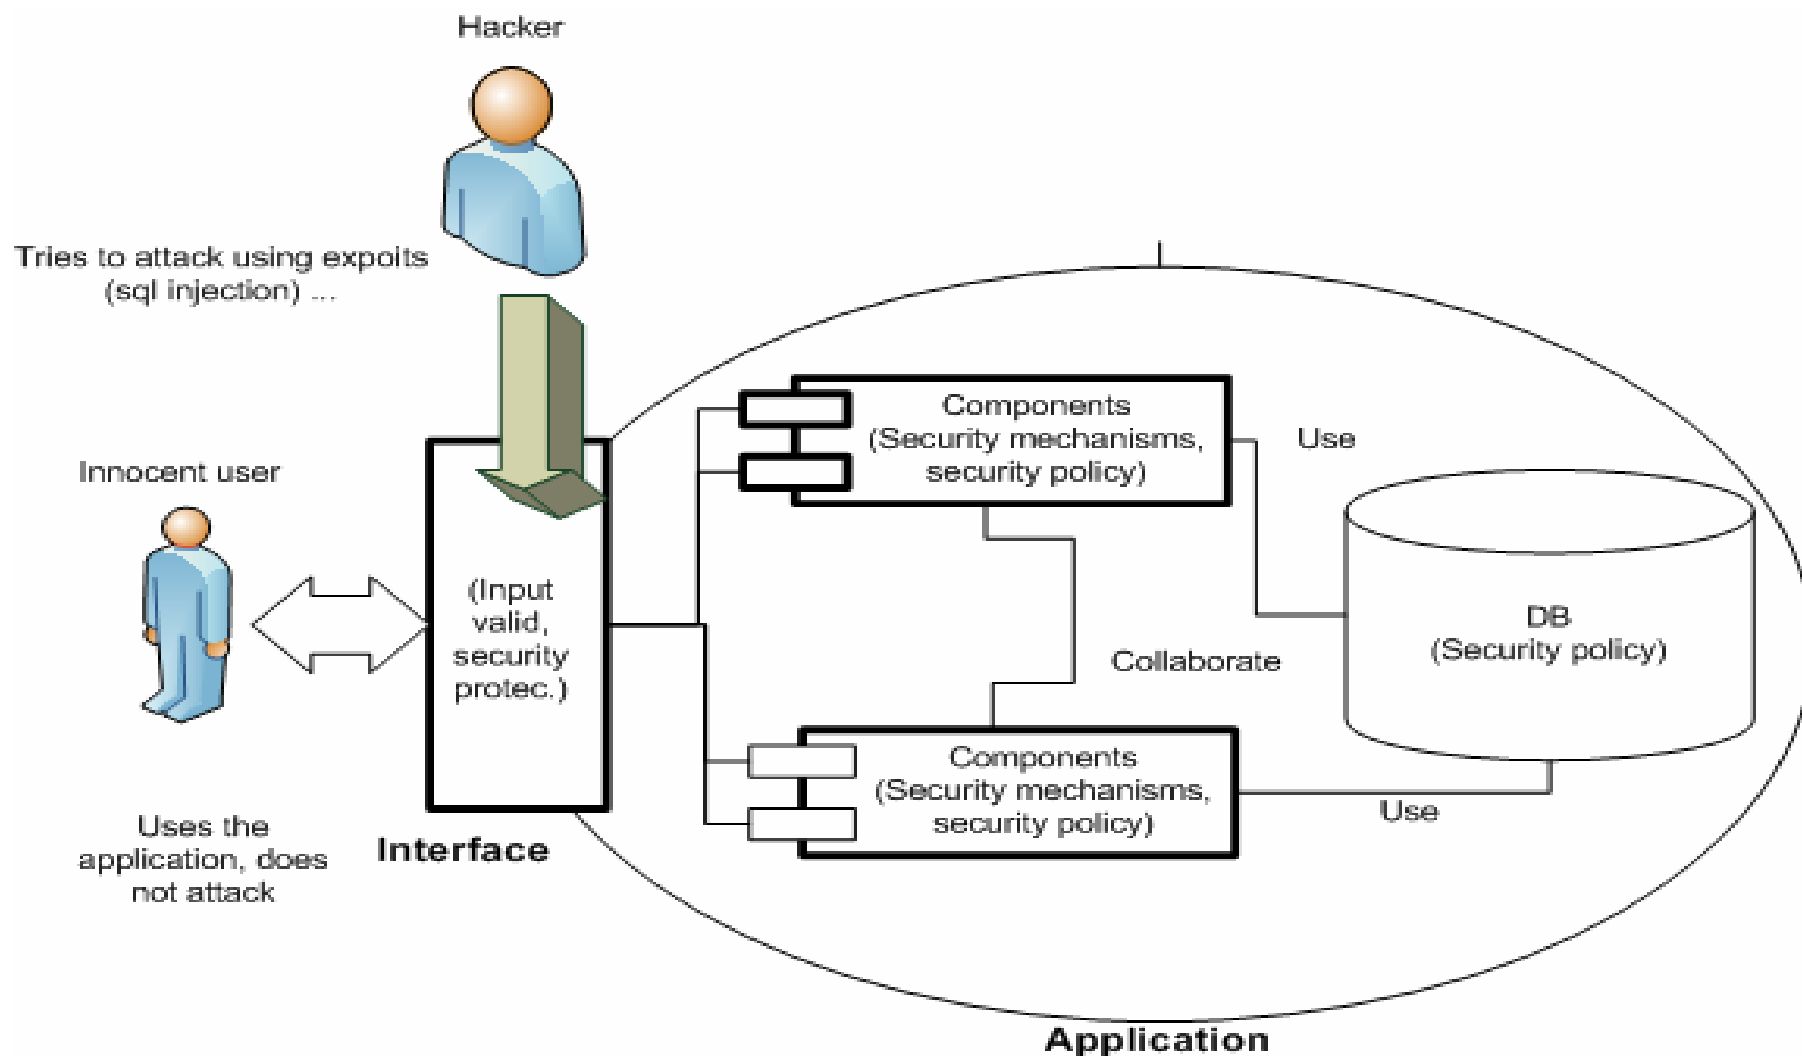 Hacker
Tries to attack using expoits
(sql injection) ...
Innocent user
Uses the
application, does
not attack
(Input
valid,
security
protec.)
Interface
Components
(Security mechanisms,
security policy)
Use
Collaborate
DB
(Security policy)
Components
(Security mechanisms,
security policy)
Use
Application